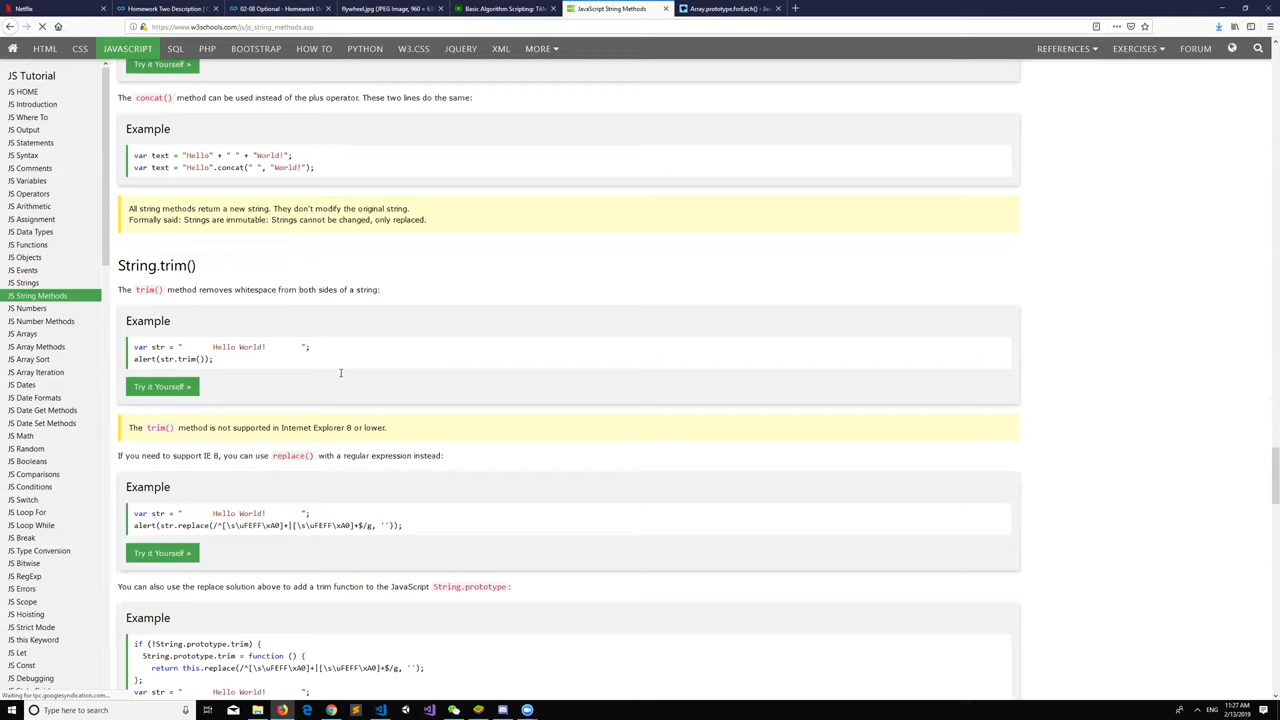 Netflix
Homework Two Description (
02-08 Optional - Homework D
flywheel.jpg (JPEG Image, 960 × 63
Basic Algorithm Scripting: Title
JavaScript String Methods
Array.prototype.forEach()
https://www.w3schools.com/js/js_string_methods.asp
HTML CSS JAVASCRIPT SQL PHP BOOTSTRAP HOW TO PYTHON W3.CSS JQUERY XML MORE REFERENCES EXERCISES FORUM
JS Tutorial
JS HOME
JS Introduction
JS Where To
JS Output
JS Statements
JS Syntax
JS Comments
JS Variables
JS Operators
JS Arithmetic
JS Assignment
JS Data Types
JS Functions
JS Objects
JS Events
JS Strings
JS String Methods
JS Numbers
JS Number Methods
JS Arrays
JS Array Methods
JS Array Sort
JS Array Iteration
JS Dates
JS Date Formats
JS Date Get Methods
JS Date Set Methods
JS Math
JS Random
JS Booleans
JS Comparisons
JS Conditions
JS Switch
JS Loop For
JS Loop While
JS Break
JS Type Conversion
JS Bitwise
JS RegExp
JS Errors
JS Scope
JS Hoisting
JS Strict Mode
JS this Keyword
JS Let
JS Const
JS Debugging
Try it Yourself »
The concat() method can be used instead of the plus operator. These two lines do the same:
Example
var text = "Hello" + " " + "World!";
var text = "Hello".concat(" ", "World!");
All string methods return a new string. They don't modify the original string.
Formally said: Strings are immutable: Strings cannot be changed, only replaced.
String.trim()
The trim() method removes whitespace from both sides of a string:
Example
var str = "       Hello World!        ";
alert(str.trim());
Try it Yourself »
The trim() method is not supported in Internet Explorer 8 or lower.
If you need to support IE 8, you can use replace() with a regular expression instead:
Example
var str = "       Hello World!        ";
alert(str.replace(/^[\s\uFEFF\xA0]+|[\s\uFEFF\xA0]+$/g, ''));
Try it Yourself »
You can also use the replace solution above to add a trim function to the JavaScript String.prototype:
Example
if (!String.prototype.trim) {
String.prototype.trim = function () {
return this.replace(/^[\s\uFEFF\xA0]+|[\s\uFEFF\xA0]+$/g, '');
};
var str = "       Hello World!        ";
Waiting for tpc.googlesyndication.com...
Type here to search
ENG
11:27 AM
2/13/2019